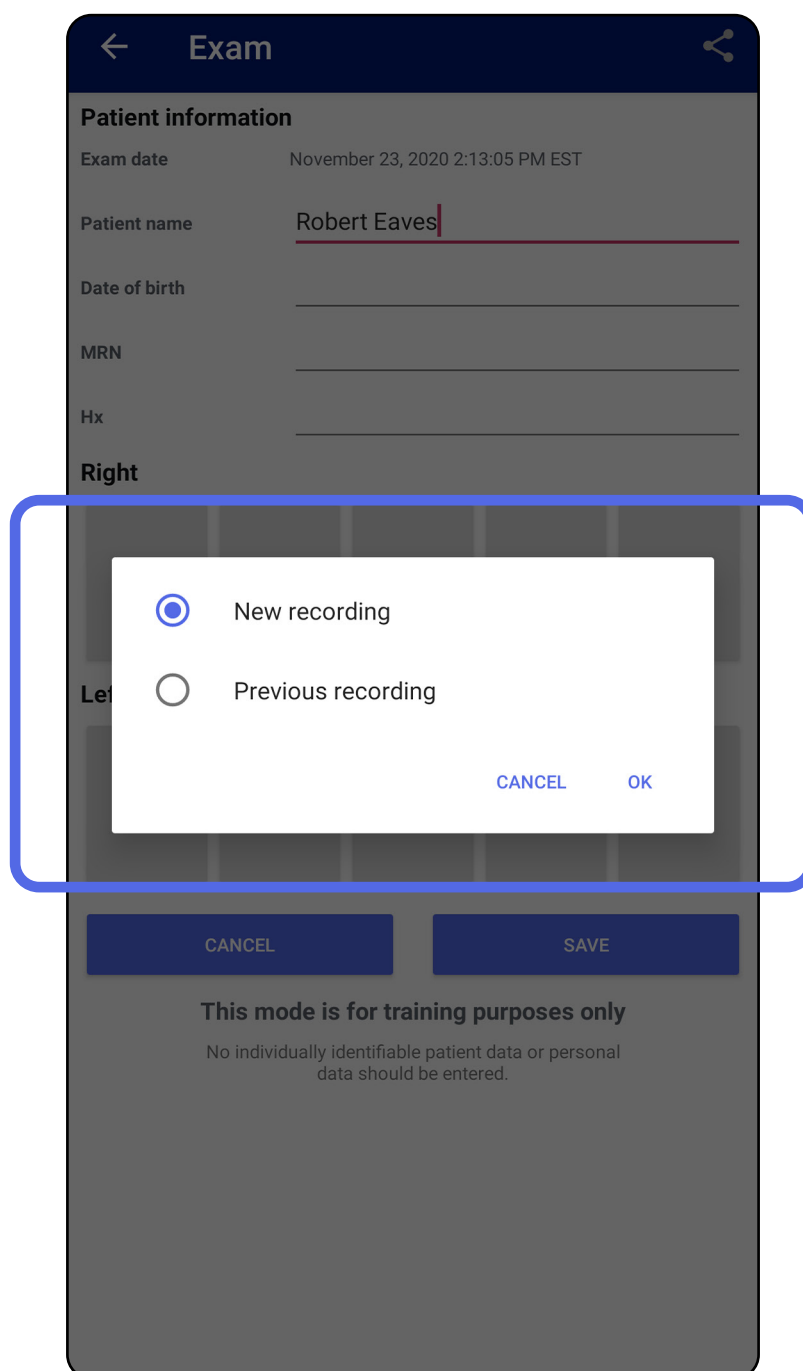 Exam
Patient information
Exam date November 23, 2020 2:13:05 PM EST
Patient name Robert Eaves
Date of birth
MRN
Hx
Right
New recording
Lef
Previous recording
CANCEL OK
CANCEL SAVE
This mode is for training purposes only
No individually identifiable patient data or personal
data should be entered.